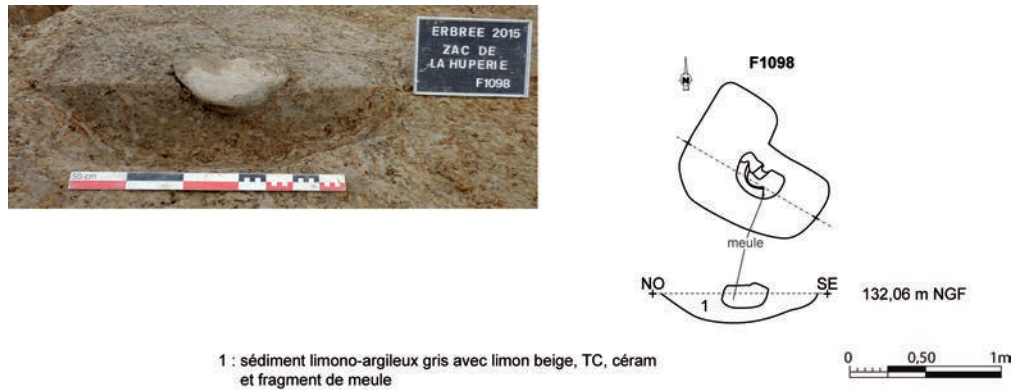 ERBREE 2015
ZAC DE
LA HUPERIE
F1098
50 cm
F1098
N
meule
NO
SE
1
132,06 m NGF
1 : sédiment limono-argileux gris avec limon beige, TC, céram
et fragment de meule
0 0,50 1m